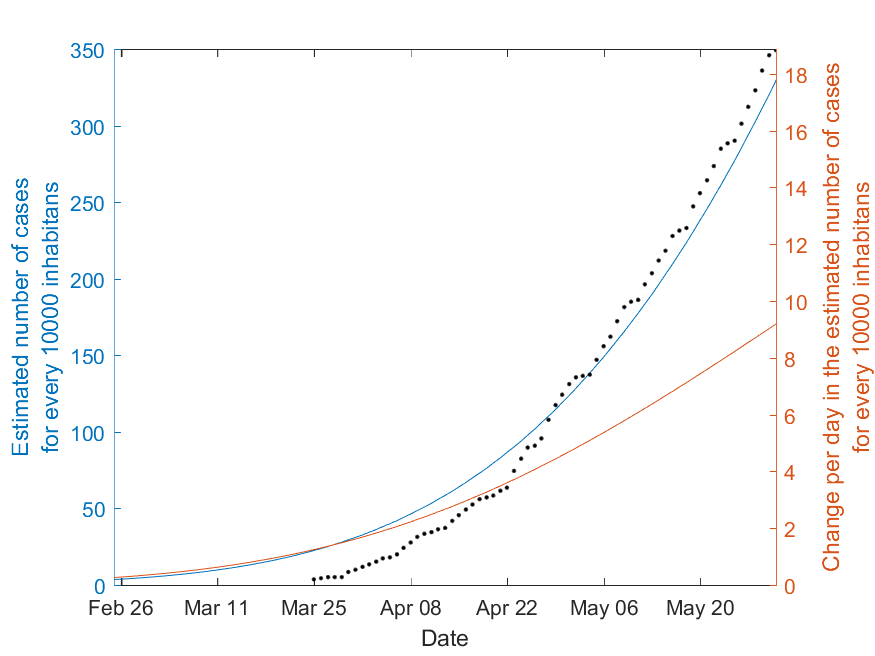 Estimated number of cases
for every 10000 inhabitans
350
300
250
200
150
100
50
0
Feb 26
Mar 11
Mar 25
Apr 08
Apr 22
May 06
May 20
Date
18
16
14
12
10
8
6
4
2
0
Change per day in the estimated number of cases
for every 10000 inhabitans